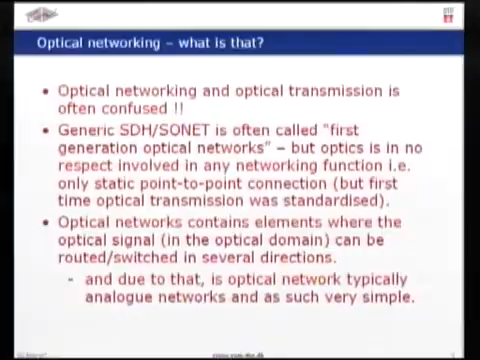 Optical networking – what is that?
• Optical networking and optical transmission is
often confused !!
• Generic SDH/SONET is often called "first
generation optical networks" – but optics is in no
respect involved in any networking function i.e.
only static point-to-point connection (but first
time optical transmission was standardised).
• Optical networks contains elements where the
optical signal (in the optical domain) can be
routed/switched in several directions.
- and due to that, is optical network typically
analogue networks and as such very simple.